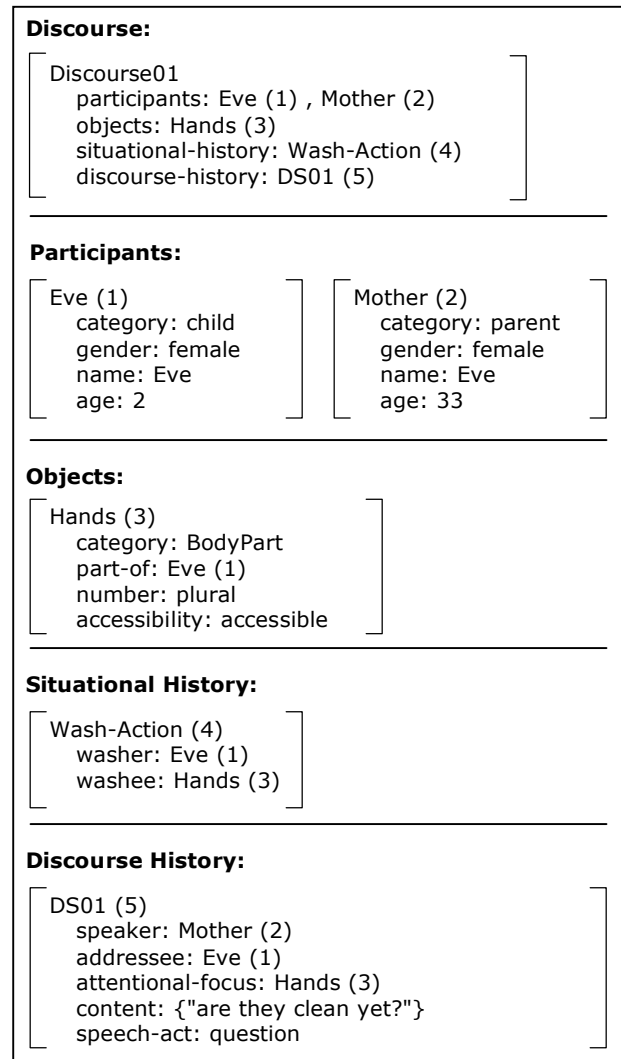 Discourse:
Discourse01
participants: Eve (1) , Mother (2)
objects: Hands (3)
situational-history: Wash-Action (4)
discourse-history: DS01 (5)
Participants:
Eve (1)
category: child
gender: female
name: Eve
age: 2
Mother (2)
category: parent
gender: female
name: Eve
age: 33
Objects:
Hands (3)
category: BodyPart
part-of: Eve (1)
number: plural
accessibility: accessible
Situational History:
Wash-Action (4)
washer: Eve (1)
washee: Hands (3)
Discourse History:
DS01 (5)
speaker: Mother (2)
addressee: Eve (1)
attentional-focus: Hands (3)
content: {"are they clean yet?"}
speech-act: question